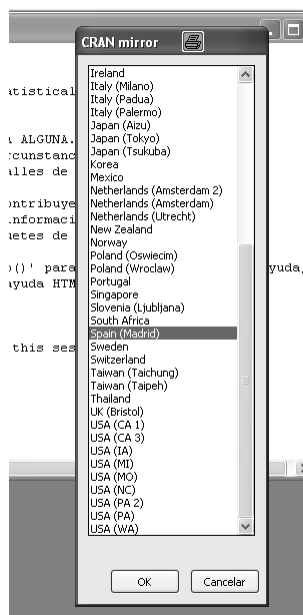 CRAN mirror
Ireland
Italy (Milano)
Italy (Padua)
Italy (Palermo)
Japan (Aizu)
Japan (Tokyo)
Japan (Tsukuba)
Korea
Mexico
Netherlands (Amsterdam 2)
Netherlands (Amsterdam)
Netherlands (Utrecht)
New Zealand
Norway
Poland (Oswiecim)
Poland (Wroclaw)
Portugal
Singapore
Slovenia (Ljubljana)
South Africa
Spain (Madrid)
Sweden
Switzerland
Taiwan (Taichung)
Taiwan (Taipeh)
Thailand
UK (Bristol)
USA (CA 1)
USA (CA 3)
USA (IA)
USA (MI)
USA (MO)
USA (NC)
USA (PA 2)
USA (PA)
USA (WA)
OK Cancelar
atistical
A ALGUNA.
rcunstanc
alles de
ontribuye
informaci
uetes de
o()' para yuda,
ayuda HTM
this ses